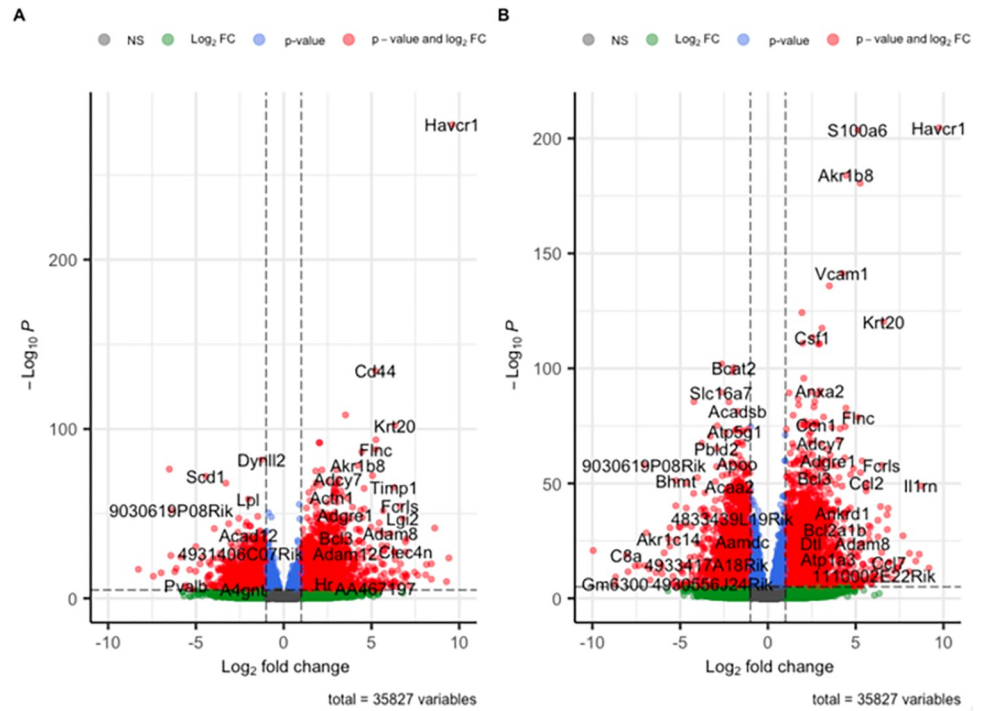 A
NS Log2 FC p-value p – value and log2 FC
Havcr1
200
Cd44
100
Krt20
Flnc
Dynll2
Akr1b8
Scd1
Adcy7
Timp1
Lpl
Actn1
9030619P08Rik
Fcrls
Adgre1
Lgi2
Acad12
Bcl3
Adam8
4931406C07Rik
Adam12
Clec4n
Pvalb
A4gnt
Hr
AA467197
0
– Log10 P
-10 -5 0 5 10
Log2 fold change
total = 35827 variables
B
NS Log2 FC p-value p – value and log2 FC
200
S100a6
Havcr1
Akr1b8
150
Vcam1
Krt20
Csf1
100
Bcat2
Slc16a7
Anxa2
Acadsb
Flnc
Atp5g1
Ccn1
Pbld2
Adcy7
9030619P08Rik
Apoo
Adgre1
Fcrls
Bhmt
Acaa2
Bcl3
Ccl2
Il1rn
50
4833439L19Rik
Ankrd1
Akr1c14
Aamdc
Bcl2a1b
Dtl
Adam8
C8a
4933417A18Rik
Atp1a3
Ccl7
1110002E22Rik
Gm6300
4930556J24Rik
0
– Log10 P
-10 -5 0 5 10
Log2 fold change
total = 35827 variables